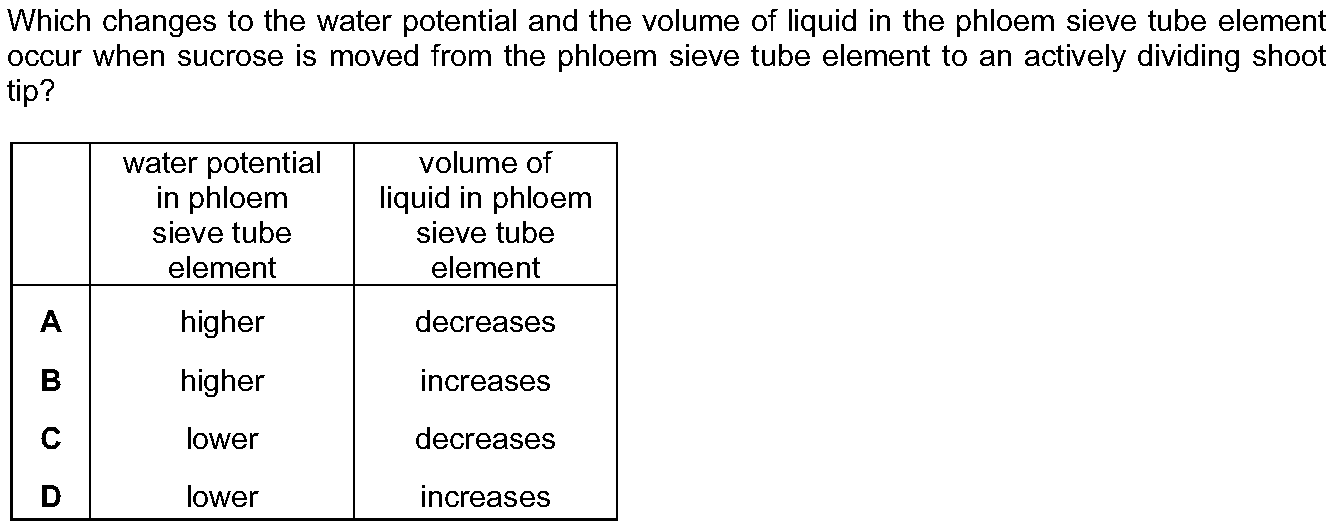 Which changes to the water potential and the volume of liquid in the phloem sieve tube element
occur when sucrose is moved from the phloem sieve tube element to an actively dividing shoot
tip?
water potential
in phloem
sieve tube
element
volume of
liquid in phloem
sieve tube
element
A higher decreases
B higher increases
C lower decreases
D lower increases